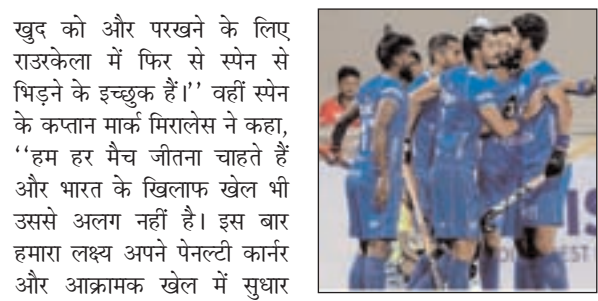 खुद को और परखने के लिए
राउरकेला में फिर से स्पेन से
भिड़ने के इच्छुक हैं।’’ वहीं स्पेन
के कप्तान मार्क मिरालेस ने कहा,
‘‘हम हर मैच जीतना चाहते हैं
और भारत के खिलाफ खेल भी
उससे अलग नहीं है। इस बार
हमारा लक्ष्य अपने पेनल्टी कार्नर
और आक्रामक खेल में सुधार